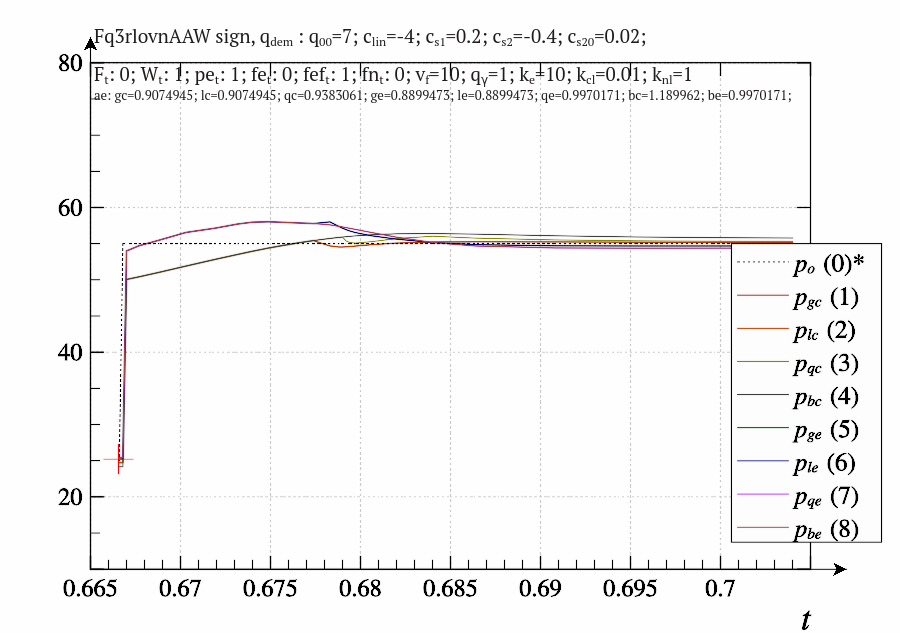 Fq3rlovnAAW sign, q_dem : q_00=7; c_lin=-4; c_s1=0.2; c_s2=-0.4; c_s20=0.02;
80
F_t: 0; W_t: 1; pe_t: 1; fe_t: 0; fef_t: 1; fn_t: 0; v_f=10; q_γ=1; k_e=10; k_cl=0.01; k_nl=1
ae: gc=0.9074945; lc=0.9074945; qc=0.9383061; ge=0.8899473; le=0.8899473; qe=0.9970171; bc=1.189962; be=0.9970171;
60
40
20
p_o (0)*
p_gc (1)
p_lc (2)
p_qc (3)
p_bc (4)
p_ge (5)
p_le (6)
p_qe (7)
p_be (8)
0.665 0.67 0.675 0.68 0.685 0.69 0.695 0.7
t